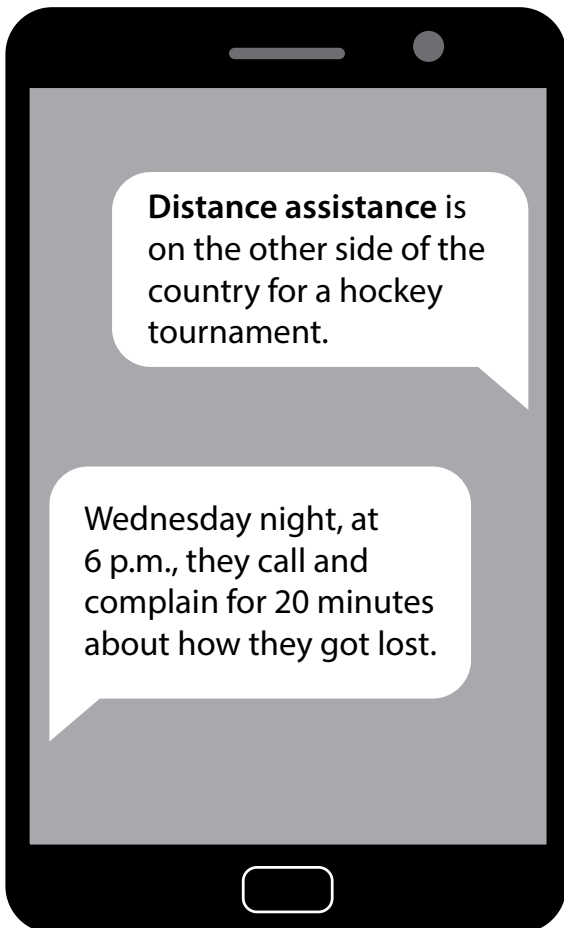 Distance assistance is
on the other side of the
country for a hockey
tournament.
Wednesday night, at
6 p.m., they call and
complain for 20 minutes
about how they got lost.